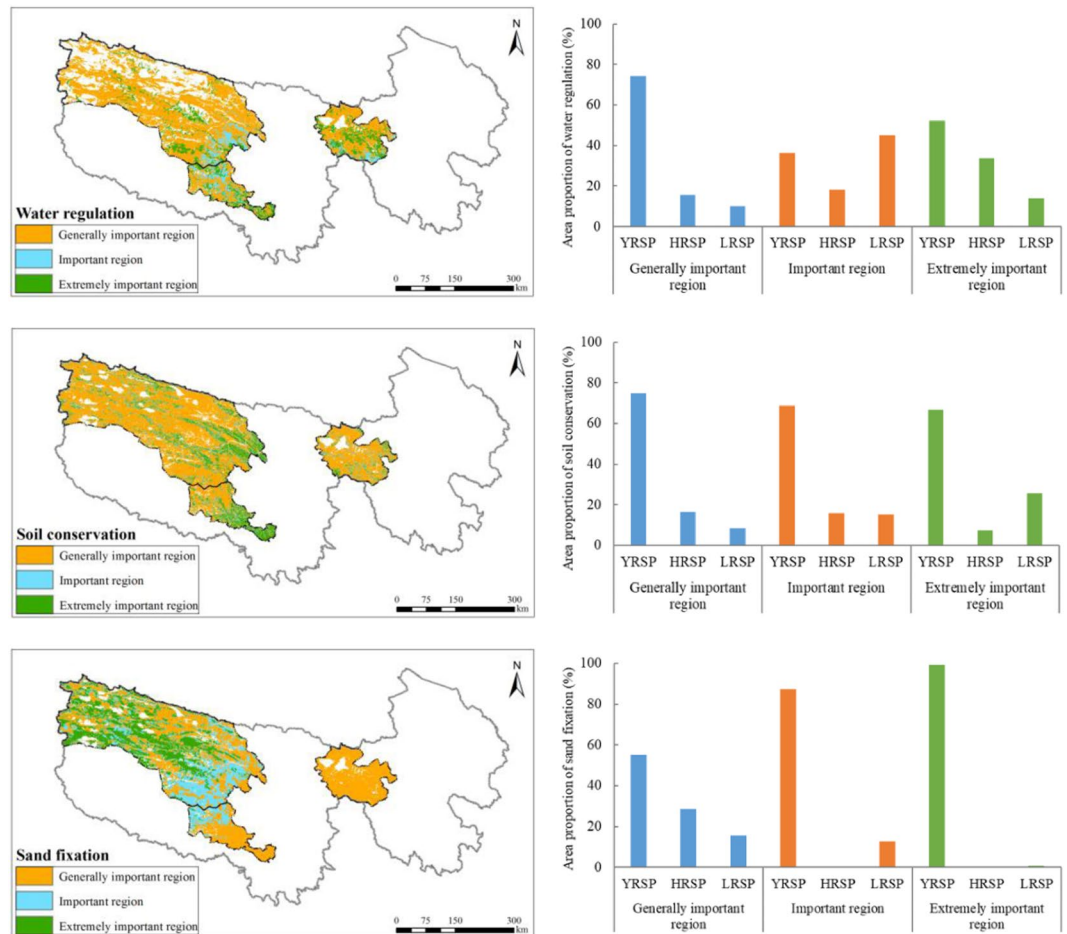 N
Water regulation
Generally important region
Important region
Extremely important region
0 75 150 300
km
Area proportion of water regulation (%)
100
80
60
40
20
0
YRSP HRSP LRSP YRSP HRSP LRSP YRSP HRSP LRSP
Generally important region Important region Extremely important region
N
Soil conservation
Generally important region
Important region
Extremely important region
0 75 150 300
km
Area proportion of soil conservation (%)
100
80
60
40
20
0
YRSP HRSP LRSP YRSP HRSP LRSP YRSP HRSP LRSP
Generally important region Important region Extremely important region
N
Sand fixation
Generally important region
Important region
Extremely important region
0 75 150 300
km
Area proportion of sand fixation (%)
100
80
60
40
20
0
YRSP HRSP LRSP YRSP HRSP LRSP YRSP HRSP LRSP
Generally important region Important region Extremely important region